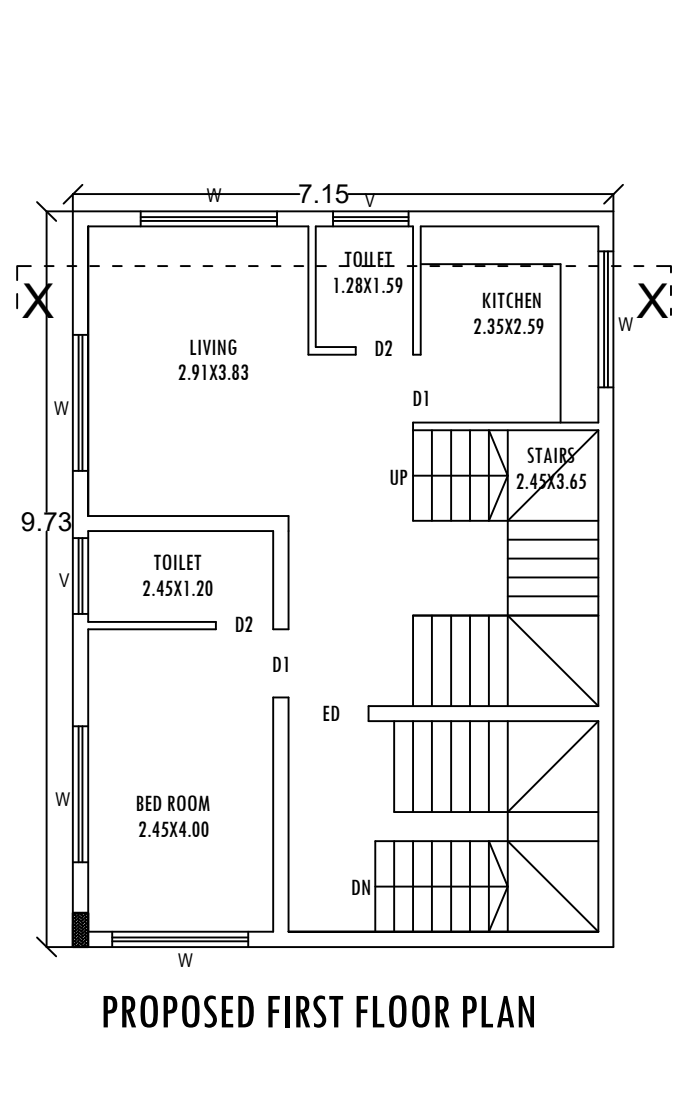 W
7.15
V
TOILET
1.28X1.59
X
KITCHEN
2.35X2.59
X
W
LIVING
2.91X3.83
D2
D1
W
STAIRS
2.45X3.65
UP
9.73
TOILET
2.45X1.20
V
D2
D1
ED
W
BED ROOM
2.45X4.00
DN
W
PROPOSED FIRST FLOOR PLAN